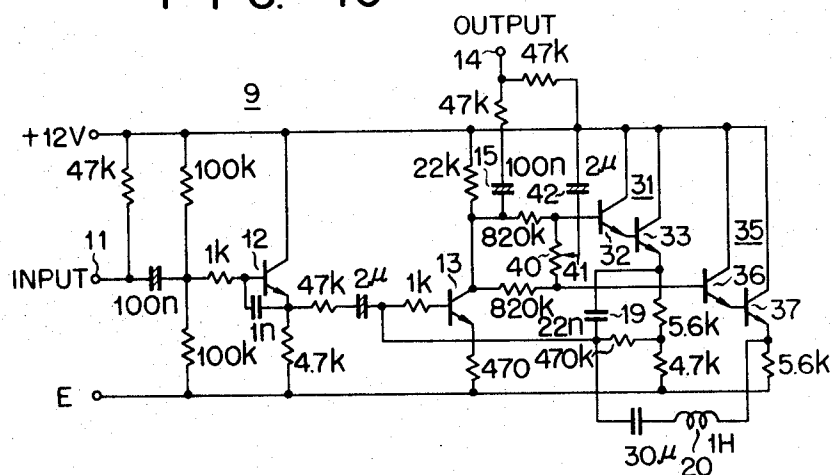 OUTPUT
14
47k
9
47k
+12V
47k
100k
22k
15
100n
42
2μ
31
11
1k
12
820k
32
33
35
INPUT
40
41
36
13
100n
47k
2μ
1k
820k
37
1n
22n
19
5.6k
100k
4.7k
470
470k
4.7k
5.6k
E
30μ
1H
20